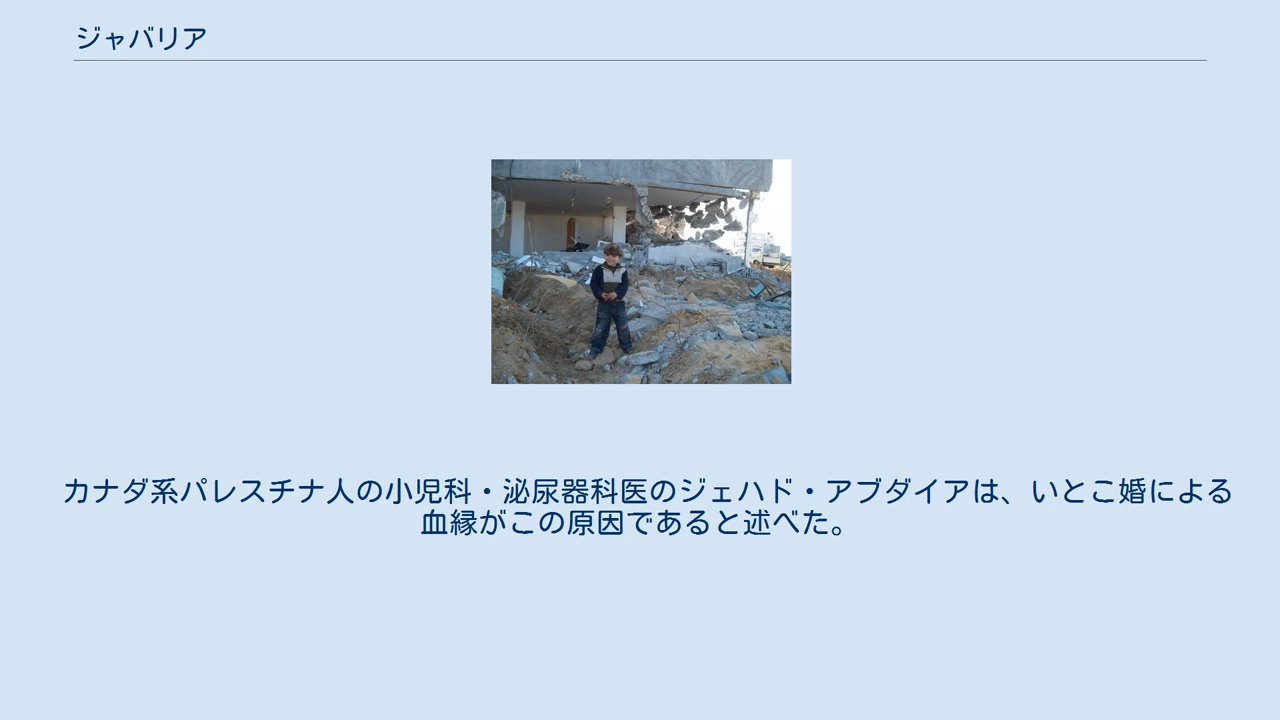 ジャバリア
カナダ系パレスチナ人の小児科・泌尿器科医のジェハド・アブダイアは、いとこ婚による
血縁がこの原因であると述べた。